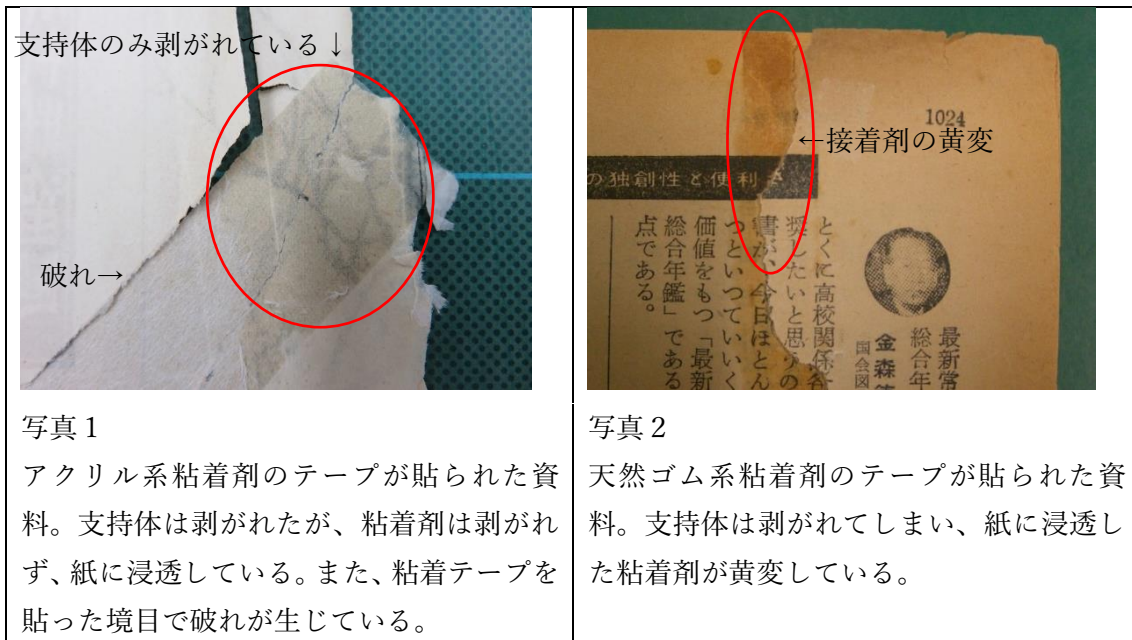 支持体のみ剥がれている↓
破れ→
写真1
アクリル系粘着剤のテープが貼られた資
料。支持体は剥がれたが、粘着剤は剥がれ
ず、紙に浸透している。また、粘着テープを
貼った境目で破れが生じている。
1024
←接着剤の黄変
の独創性と便利さ
最新常
総合年
金森
国会図
とくに高校関係
奨したいと思うの
書が、今日ほとん
つといつていいく
価値をもつ「最新
総合年鑑」である
点である。
写真2
天然ゴム系粘着剤のテープが貼られた資
料。支持体は剥がれてしまい、紙に浸透し
た粘着剤が黄変している。